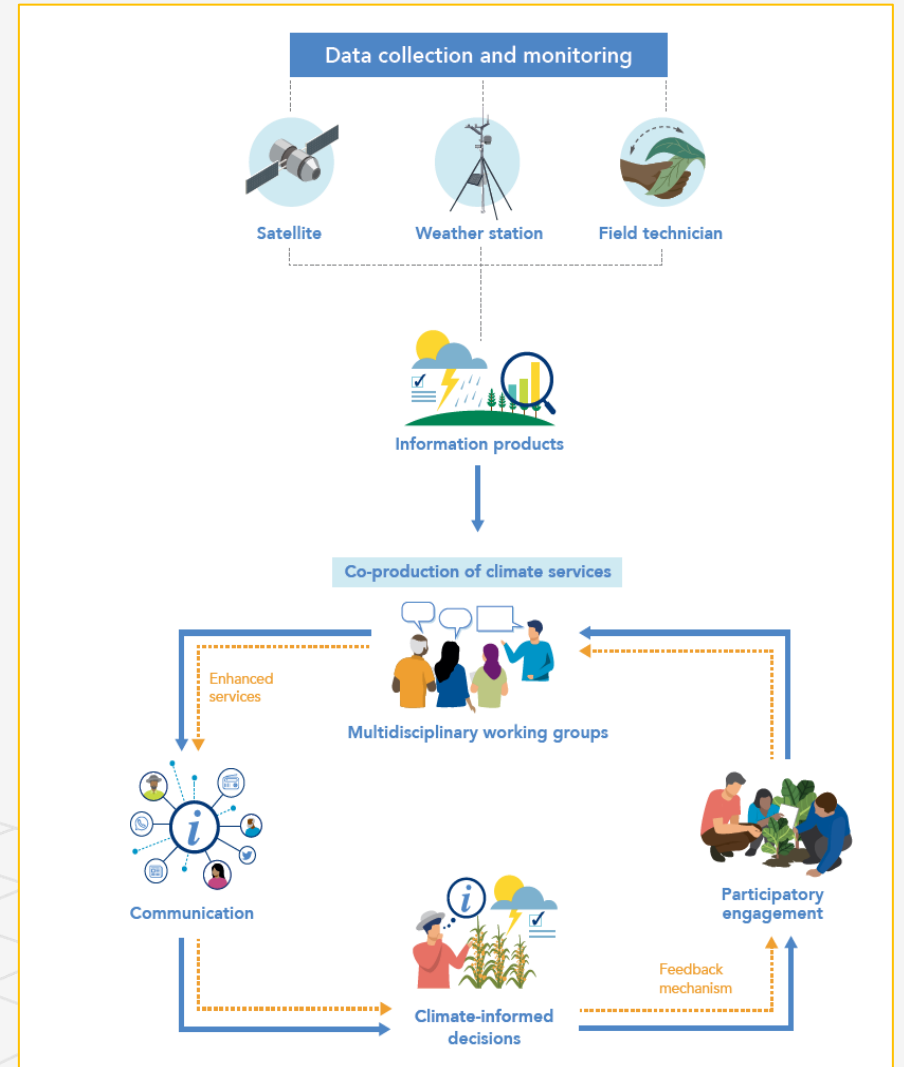 Data collection and monitoring
Satellite
Weather station
Field technician
Information products
Co-production of climate services
Enhanced
services
Multidisciplinary working groups
Communication
Participatory
engagement
Feedback
mechanism
Climate-informed
decisions